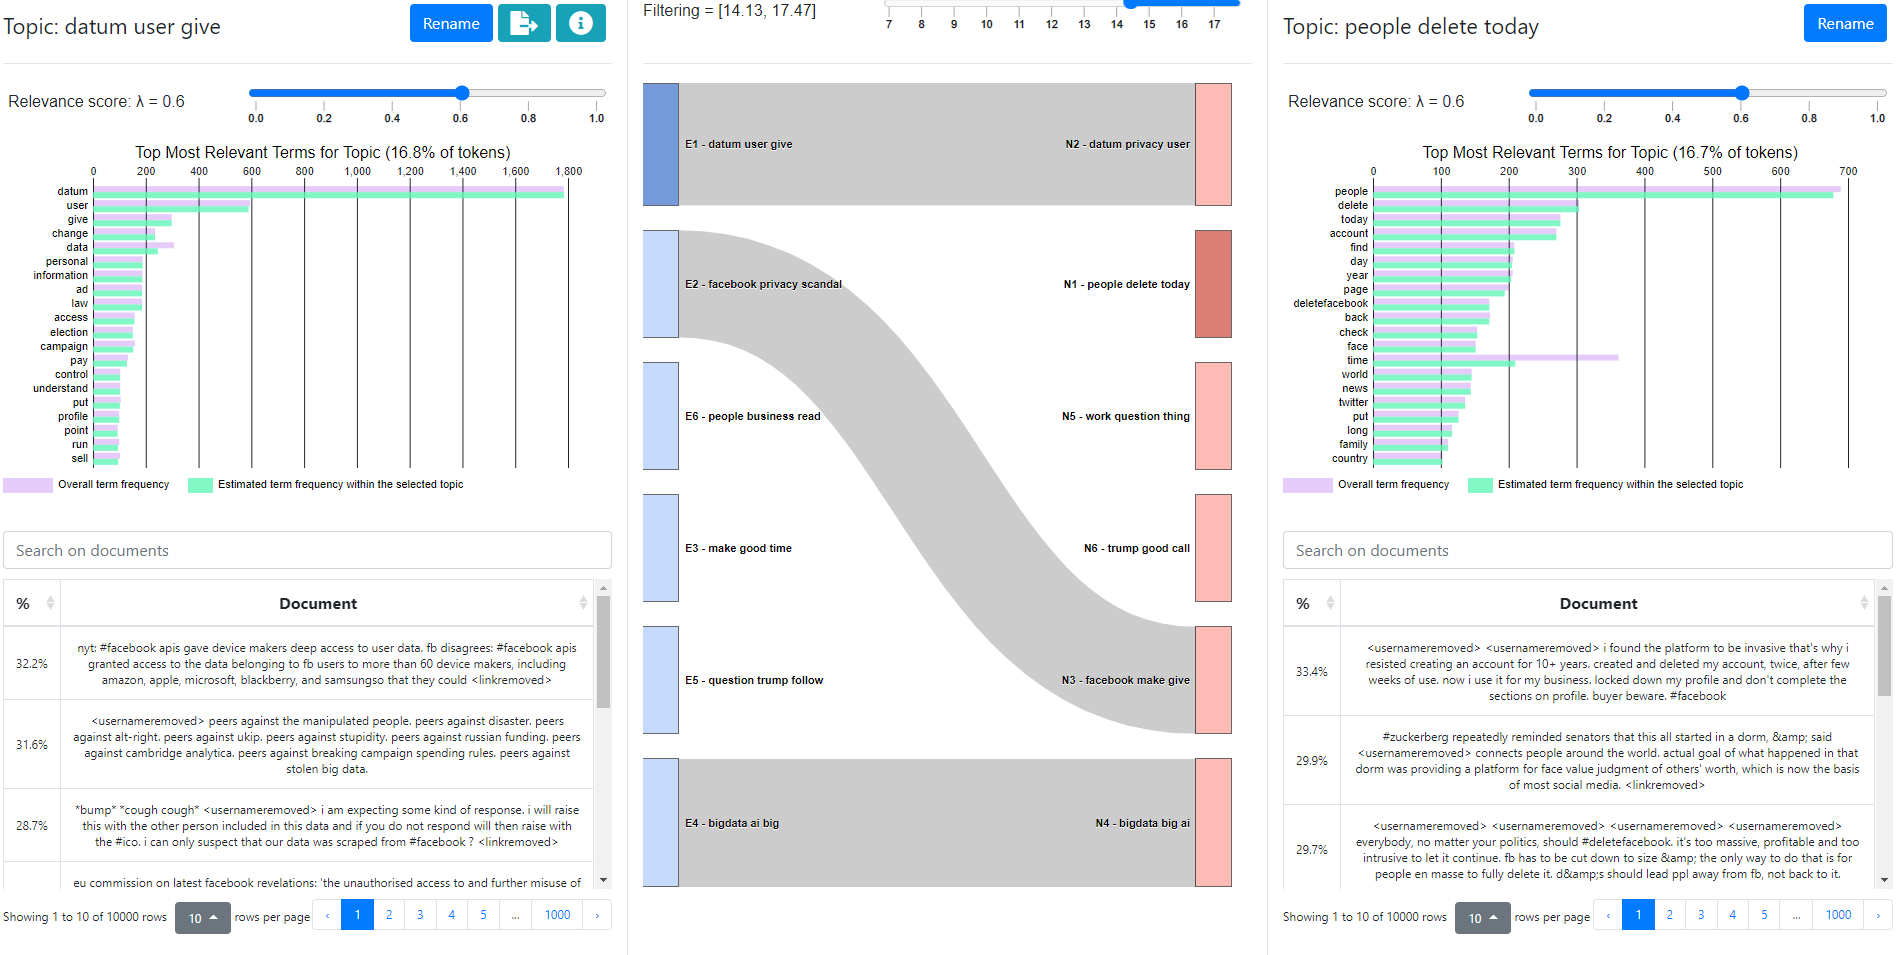 Topic: datum user give
Rename
Relevance score: λ = 0.6
0.0 0.2 0.4 0.6 0.8 1.0
Top Most Relevant Terms for Topic (16.8% of tokens)
0 200 400 600 800 1,000 1,200 1,400 1,600 1,800
datum
user
give
change
data
personal
information
ad
law
access
election
campaign
pay
control
understand
put
profile
point
run
sell
Overall term frequency
Estimated term frequency within the selected topic
Search on documents
% Document
32.2%
nyt: #facebook apis gave device makers deep access to user data. fb disagrees: #facebook apis
granted access to the data belonging to fb users to more than 60 device makers, including
amazon, apple, microsoft, blackberry, and samsungso that they could <linkremoved>
31.6%
<usernameremoved> peers against the manipulated people. peers against disaster. peers
against alt-right. peers against ukip. peers against stupidity. peers against russian funding. peers
against cambridge analytica. peers against breaking campaign spending rules. peers against
stolen big data.
28.7%
*bump* *cough cough* <usernameremoved> i am expecting some kind of response. i will raise
this with the other person included in this data and if you do not respond will then raise with
the #ico. i can only suspect that our data was scraped from #facebook ? <linkremoved>
eu commission on latest facebook revelations: 'the unauthorised access to and further misuse of
Showing 1 to 10 of 10000 rows 10 rows per page ‹ 1 2 3 4 5 ... 1000 ›
Filtering = [14.13, 17.47]
7 8 9 10 11 12 13 14 15 16 17
E1 - datum user give
N2 - datum privacy user
E2 - facebook privacy scandal
N1 - people delete today
E6 - people business read
N5 - work question thing
E3 - make good time
N6 - trump good call
E5 - question trump follow
N3 - facebook make give
E4 - bigdata ai big
N4 - bigdata big ai
Topic: people delete today
Rename
Relevance score: λ = 0.6
0.0 0.2 0.4 0.6 0.8 1.0
Top Most Relevant Terms for Topic (16.7% of tokens)
0 100 200 300 400 500 600 700
people
delete
today
account
find
day
year
page
deletefacebook
back
check
face
time
world
news
twitter
put
long
family
country
Overall term frequency
Estimated term frequency within the selected topic
Search on documents
% Document
33.4%
<usernameremoved> <usernameremoved> i found the platform to be invasive that's why i
resisted creating an account for 10+ years. created and deleted my account, twice, after few
weeks of use. now i use it for my business. locked down my profile and don't complete the
sections on profile. buyer beware. #facebook
29.9%
#zuckerberg repeatedly reminded senators that this all started in a dorm, &amp; said
<usernameremoved> connects people around the world. actual goal of what happened in that
dorm was providing a platform for face value judgment of others' worth, which is now the basis
of most social media. <linkremoved>
29.7%
<usernameremoved> <usernameremoved> <usernameremoved> <usernameremoved>
everybody, no matter your politics, should #deletefacebook. it's too massive, profitable and too
intrusive to let it continue. fb has to be cut down to size &amp; the only way to do that is for
people en masse to fully delete it. d&amp;s should lead ppl away from fb, not back to it.
Showing 1 to 10 of 10000 rows 10 rows per page ‹ 1 2 3 4 5 ... 1000 ›